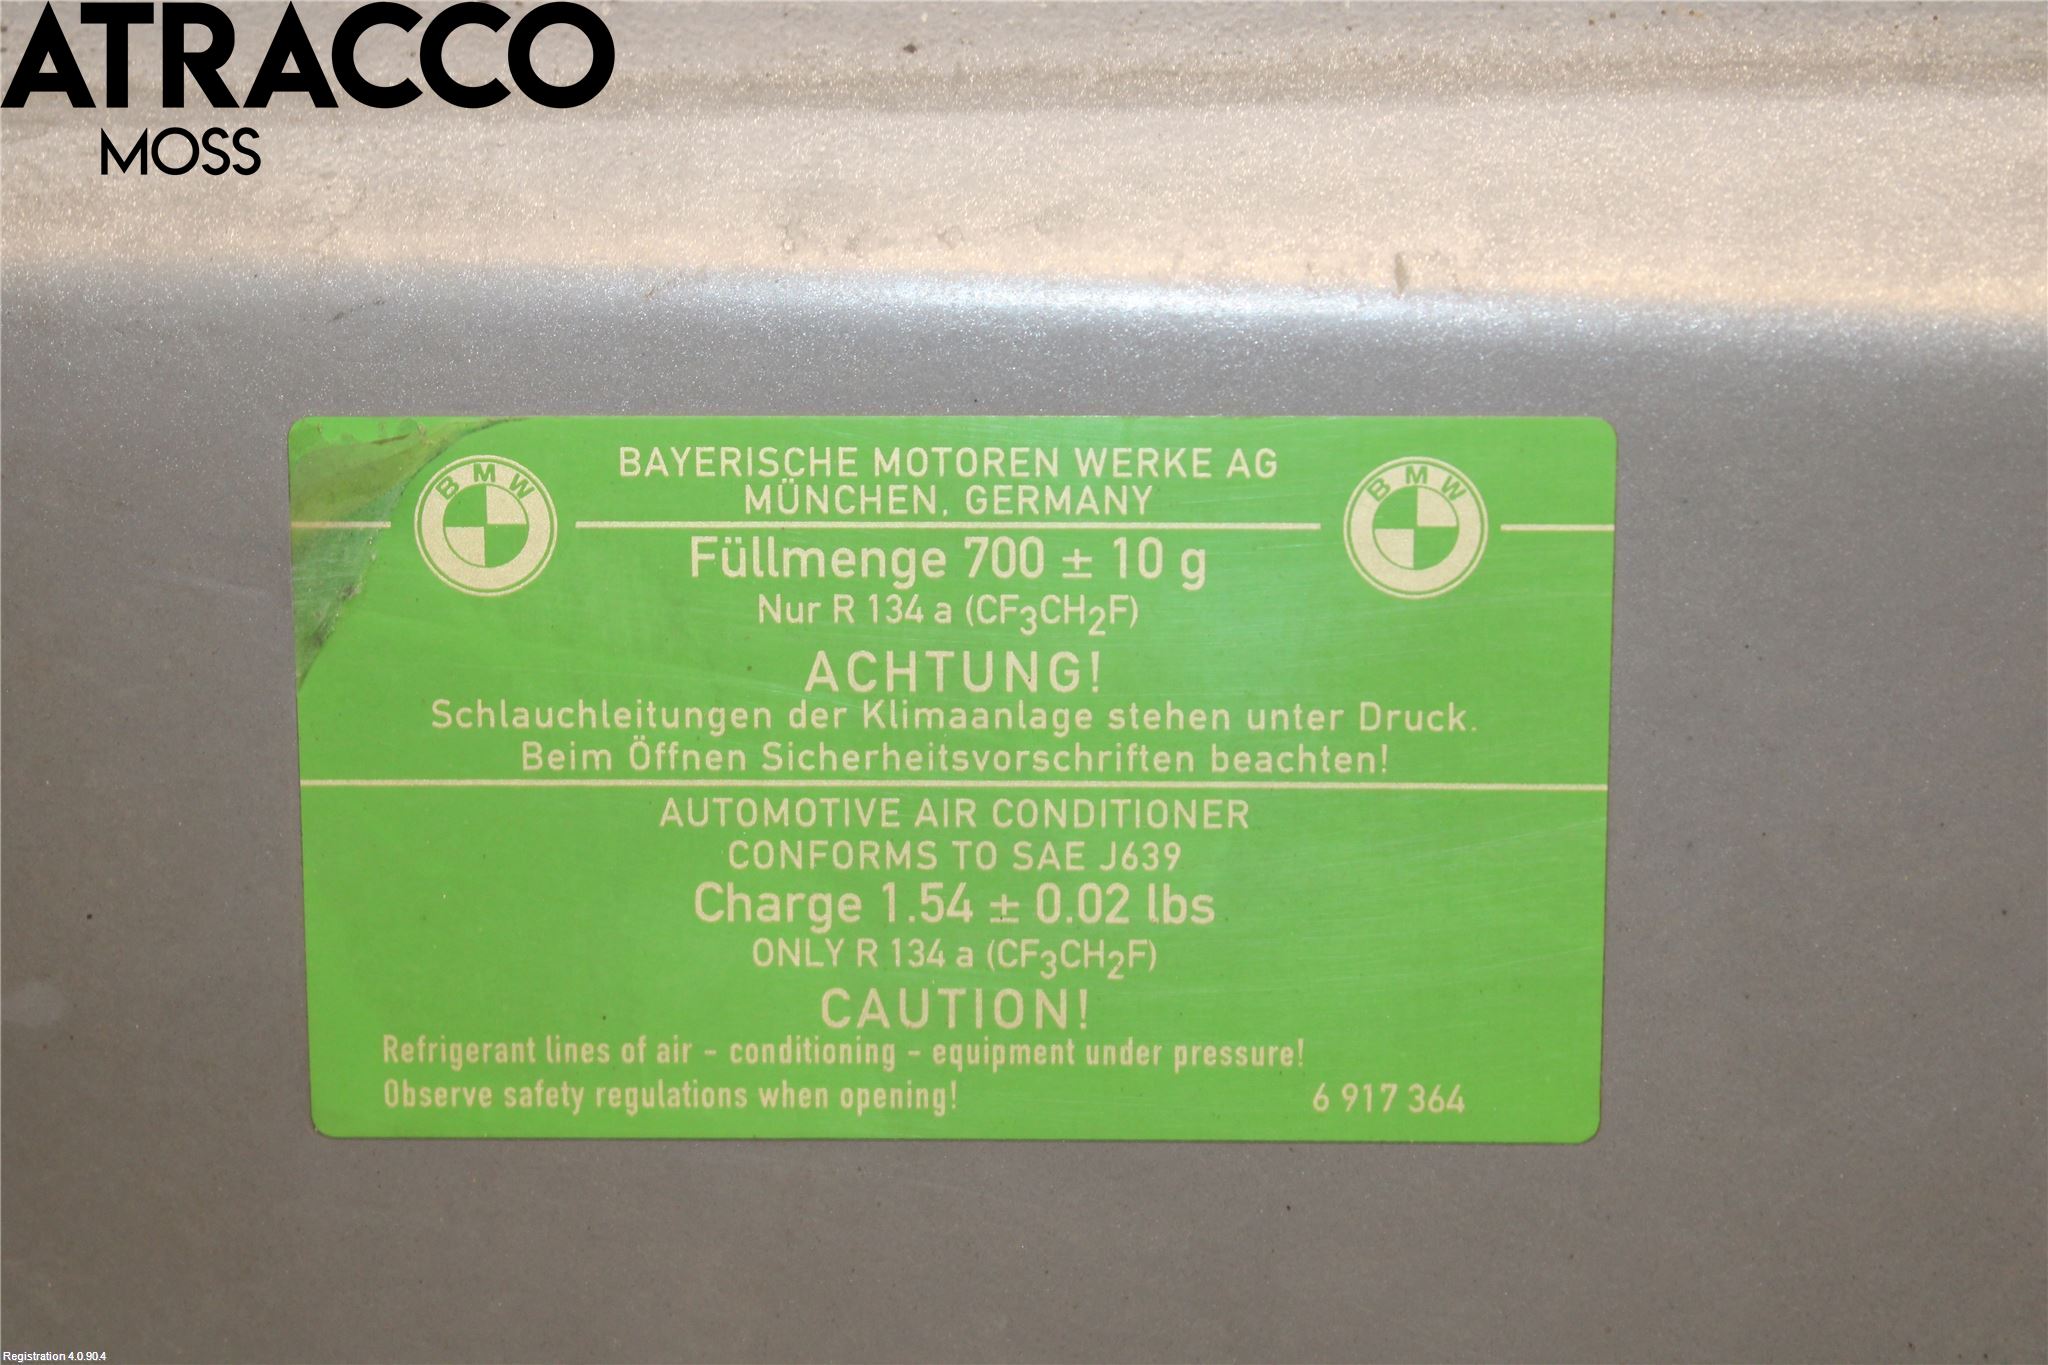 ATRACCO
MOSS
BMW
BMW
BAYERISCHE MOTOREN WERKE AG
MÜNCHEN, GERMANY
Füllmenge 700 ± 10 g
Nur R 134 a (CF3CH2F)
ACHTUNG!
Schlauchleitungen der Klimaanlage stehen unter Druck.
Beim Öffnen Sicherheitsvorschriften beachten!
AUTOMOTIVE AIR CONDITIONER
CONFORMS TO SAE J639
Charge 1.54 ± 0.02 lbs
ONLY R 134 a (CF3CH2F)
CAUTION!
Refrigerant lines of air - conditioning - equipment under pressure!
Observe safety regulations when opening! 6 917 364
Registration 4.0.90.4